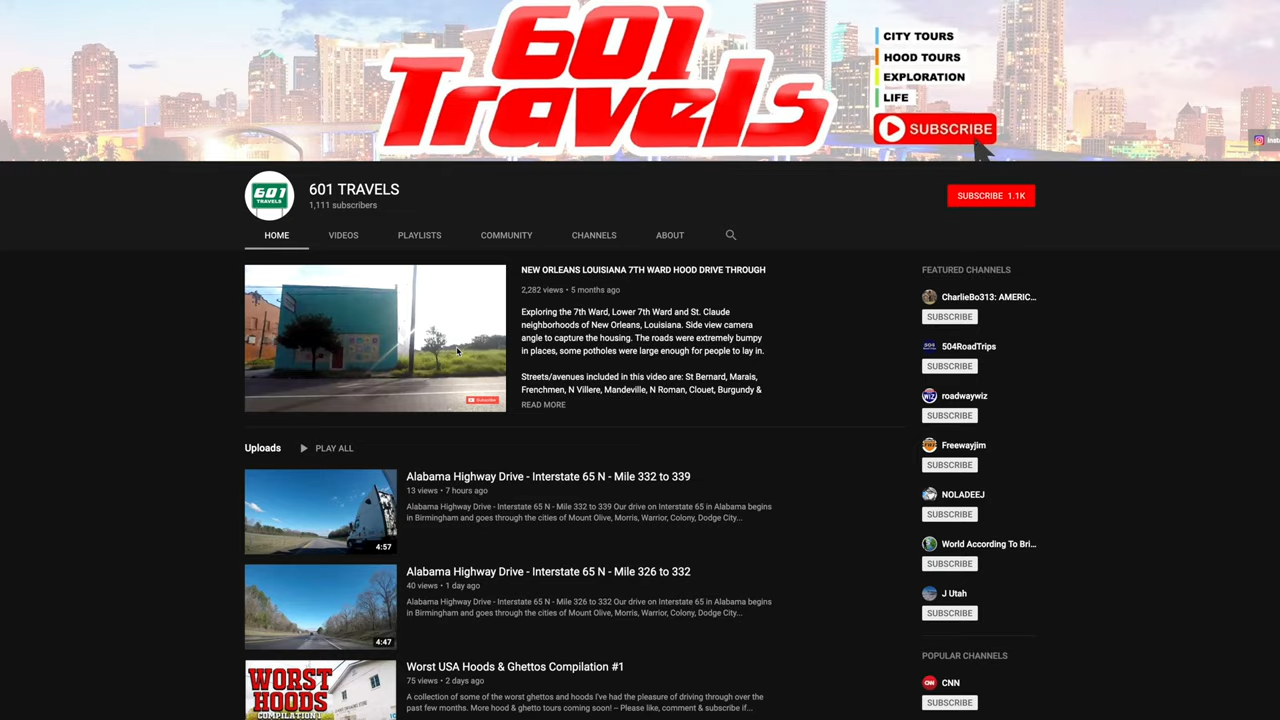 601
Travels
CITY TOURS
HOOD TOURS
EXPLORATION
LIFE
SUBSCRIBE
601
TRAVELS
601 TRAVELS
1,111 subscribers
SUBSCRIBE 1.1K
HOME VIDEOS PLAYLISTS COMMUNITY CHANNELS ABOUT
NEW ORLEANS LOUISIANA 7TH WARD HOOD DRIVE THROUGH
2,282 views • 5 months ago
Exploring the 7th Ward, Lower 7th Ward and St. Claude
neighborhoods of New Orleans, Louisiana. Side view camera
angle to capture the housing. The roads were extremely bumpy
in places, some potholes were large enough for people to lay in.
Streets/avenues included in this video are: St Bernard, Marais,
Frenchmen, N Villere, Mandeville, N Roman, Clouet, Burgundy &
READ MORE
Subscribe
Uploads PLAY ALL
Alabama Highway Drive - Interstate 65 N - Mile 332 to 339
13 views • 7 hours ago
Alabama Highway Drive - Interstate 65 N - Mile 332 to 339 Our drive on Interstate 65 in Alabama begins
in Birmingham and goes through the cities of Mount Olive, Morris, Warrior, Colony, Dodge City...
4:57
Alabama Highway Drive - Interstate 65 N - Mile 326 to 332
40 views • 1 day ago
Alabama Highway Drive - Interstate 65 N - Mile 326 to 332 Our drive on Interstate 65 in Alabama begins
in Birmingham and goes through the cities of Mount Olive, Morris, Warrior, Colony, Dodge City...
4:47
Worst USA Hoods & Ghettos Compilation #1
75 views • 2 days ago
A collection of some of the worst ghettos and hoods I've had the pleasure of driving through over the
past few months. More hood & ghetto tours coming soon! – Please like, comment & subscribe if...
WORST
HOODS
COMPILATION
FEATURED CHANNELS
CharlieBo313: AMERIC...
SUBSCRIBE
504RoadTrips
SUBSCRIBE
roadwaywiz
SUBSCRIBE
Freewayjim
SUBSCRIBE
NOLADEEJ
SUBSCRIBE
World According To Bri...
SUBSCRIBE
J Utah
SUBSCRIBE
POPULAR CHANNELS
CNN
SUBSCRIBE